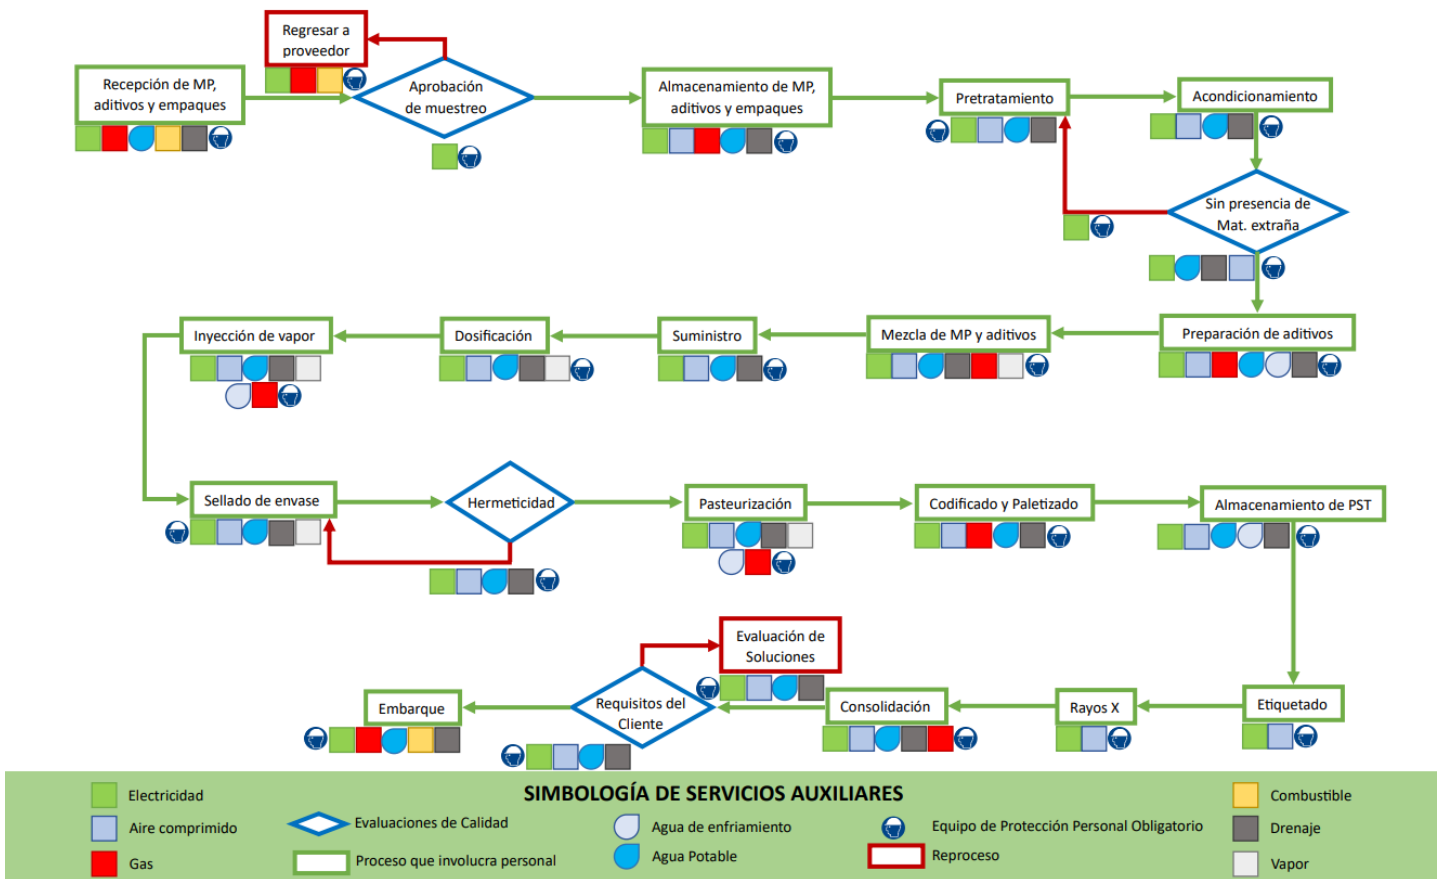 Regresar a
proveedor
Recepción de MP,
aditivos y empaques
Aprobación
de muestreo
Almacenamiento de MP,
aditivos y empaques
Pretratamiento
Acondicionamiento
Sin presencia de
Mat. extraña
Inyección de vapor
Dosificación
Suministro
Mezcla de MP y aditivos
Preparación de aditivos
Sellado de envase
Hermeticidad
Pasteurización
Codificado y Paletizado
Almacenamiento de PST
Evaluación de
Soluciones
Embarque
Requisitos del
Cliente
Consolidación
Rayos X
Etiquetado
SIMBOLOGÍA DE SERVICIOS AUXILIARES
Electricidad
Aire comprimido
Gas
Evaluaciones de Calidad
Proceso que involucra personal
Agua de enfriamiento
Agua Potable
Equipo de Protección Personal Obligatorio
Reproceso
Combustible
Drenaje
Vapor